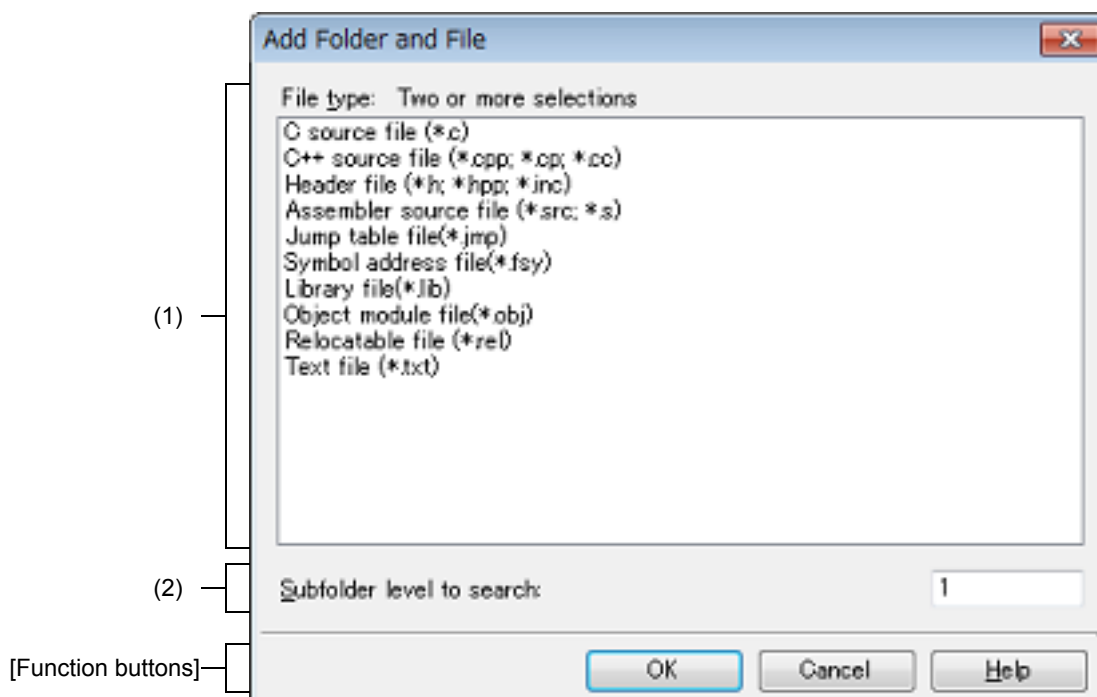 Add Folder and File
File type: Two or more selections
C source file (*.c)
C++ source file (*.cpp; *.cp; *.cc)
Header file (*.h; *.hpp; *.inc)
Assembler source file (*.src; *.s)
Jump table file(*.jmp)
Symbol address file(*.fsy)
Library file(*.lib)
Object module file(*.obj)
Relocatable file (*.rel)
Text file (*.txt)
(1)
(2) Subfolder level to search: 1
[Function buttons] OK Cancel Help